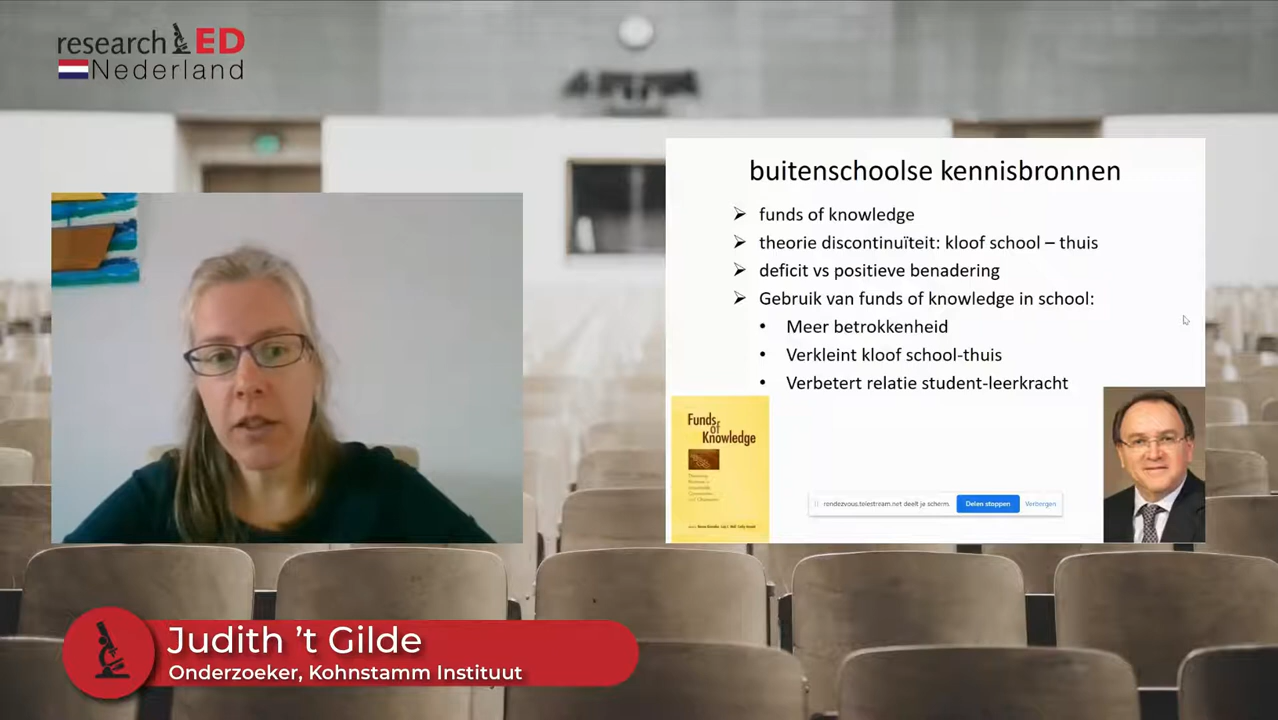 researchED
Nederland
buitenschoolse kennisbronnen
➤ funds of knowledge
➤ theorie discontinuïteit: kloof school – thuis
➤ deficit vs positieve benadering
➤ Gebruik van funds of knowledge in school:
• Meer betrokkenheid
• Verkleint kloof school-thuis
• Verbetert relatie student-leerkracht
Funds
of
Knowledge
rendezvous.telestream.net deelt je scherm. Delen stoppen Verbergen
Judith ’t Gilde
Onderzoeker, Kohnstamm Instituut